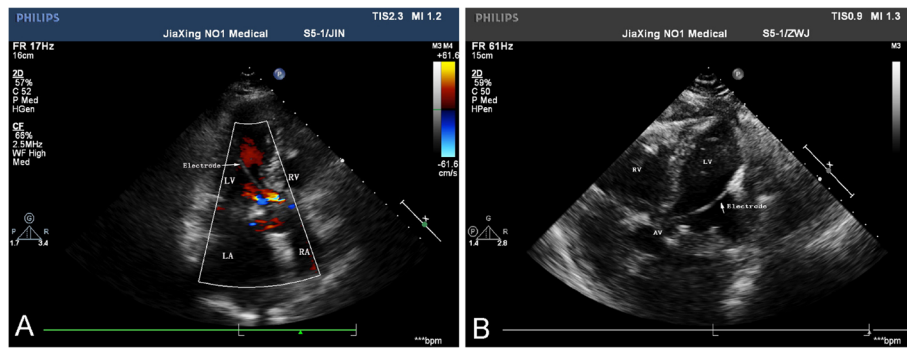 PHILIPS
TIS2.3 MI 1.2
JiaXing NO1 Medical S5-1/JIN
FR 17Hz
16cm
2D
57%
C 52
P Med
HGen
CF
66%
2.5MHz
WF High
Med
M3 M4
+61.6
-61.6
cm/s
Electrode
LV
RV
LA
RA
P
G
P R
1.7 3.4
A
***bpm
PHILIPS
TIS0.9 MI 1.3
JiaXing NO1 Medical S5-1/ZWJ
FR 61Hz
15cm
2D
59%
C 50
P Med
HPen
M3
P
RV
LV
Electrode
AV
G
P R
1.4 2.8
B
***bpm